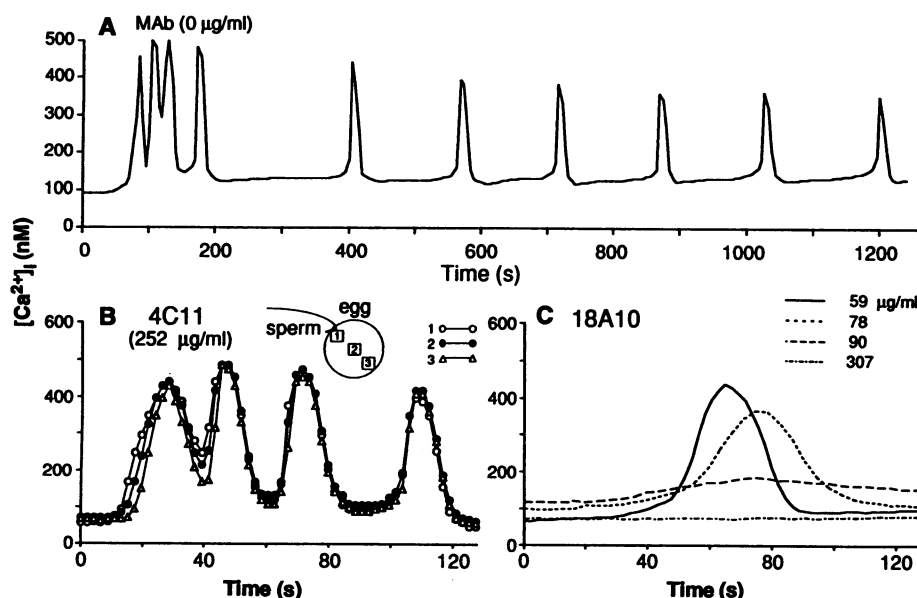 A MAb (0 µg/ml)
500
400
300
200
100
0
0 200 400 600 800 1000 1200
Time (s)
[Ca²⁺]i (nM)
B 4C11
(252 µg/ml)
sperm
egg
1
2
3
1
2
3
600
400
200
0
0 40 80 120
Time (s)
C 18A10
59 µg/ml
78
90
307
600
400
200
0
0 40 80 120
Time (s)